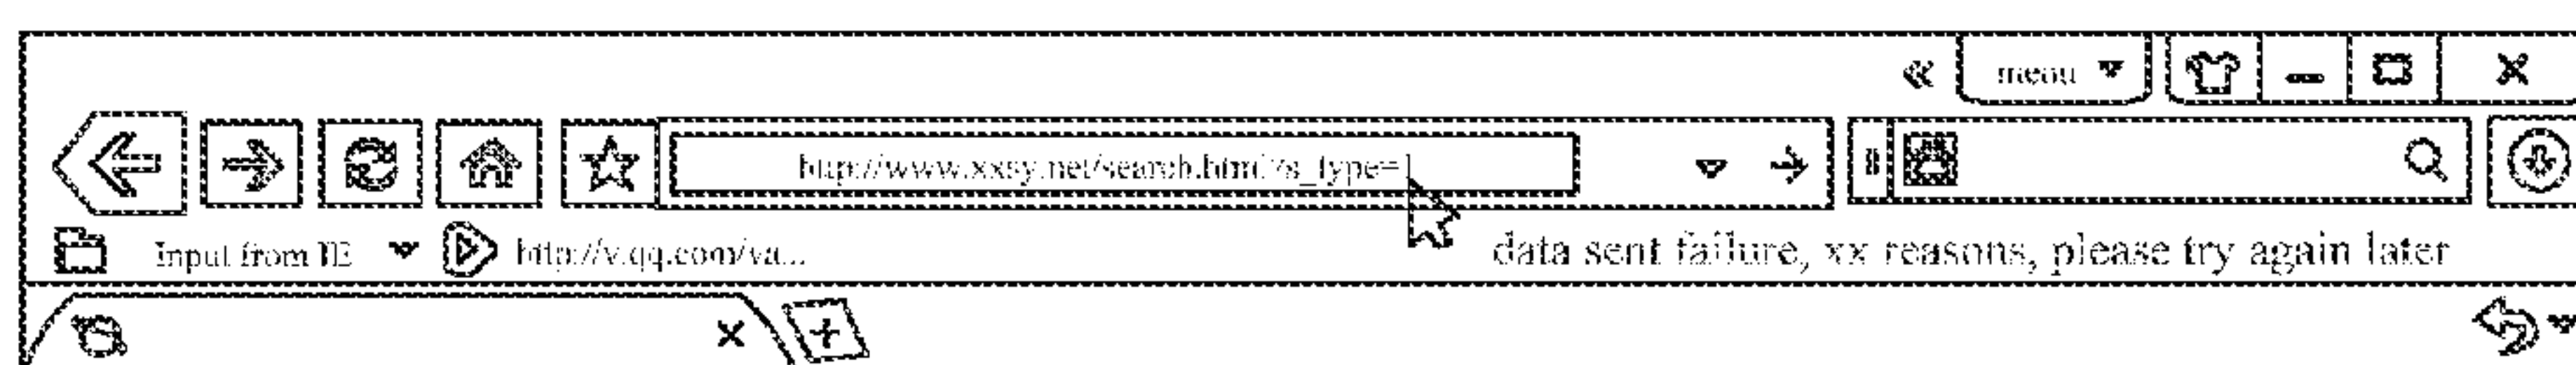 menu
http://www.xxsy.net/search.html?s_type=1
Input from IE http://v.qq.com/va... data sent failure, xx reasons, please try again later